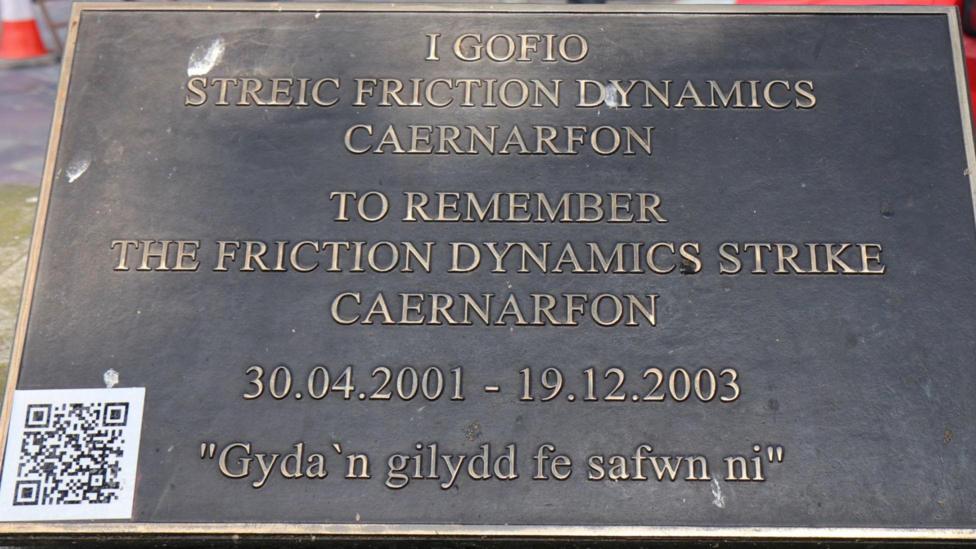 I GOFIO
STREIC FRICTION DYNAMICS
CAERNARFON
TO REMEMBER
THE FRICTION DYNAMICS STRIKE
CAERNARFON
30.04.2001 - 19.12.2003
"Gyda`n gilydd fe safwn ni"